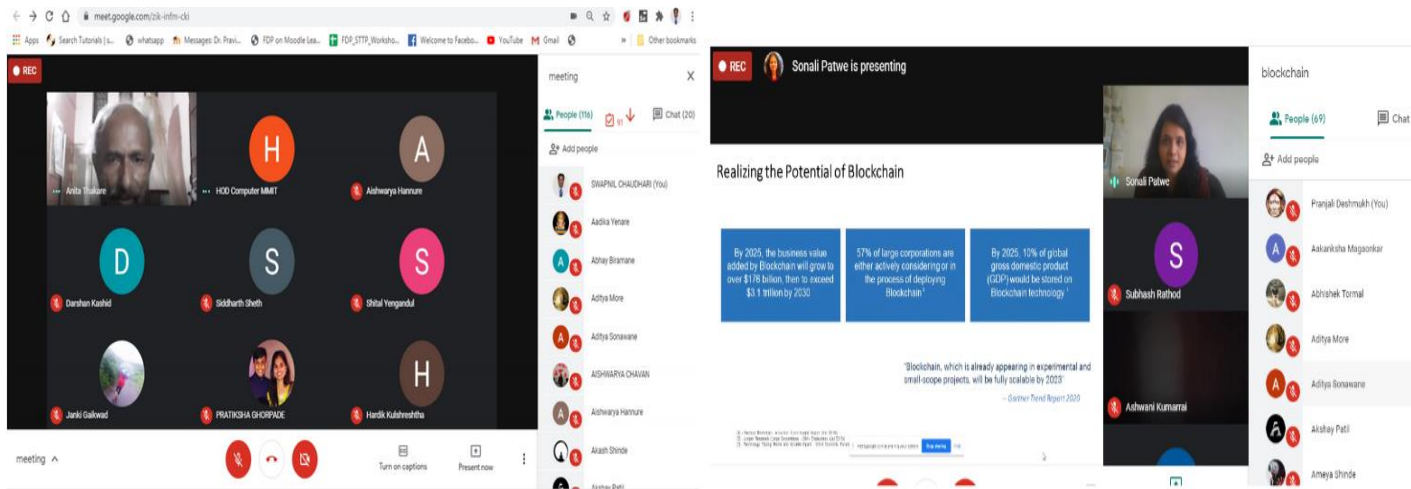 meet.google.com/zik-infm-cki
Apps Search Tutorials | s... whatsapp Messages: Dr. Pravi... FDP on Moodle Lea... FDP_STTP_Worksho... Welcome to Facebo... YouTube Gmail » Other bookmarks
REC
meeting X
People (116) 91 Chat (20)
Add people
Anita Thakare
H
HOD Computer MMIT
A
Aishwarya Hannure
D
Darshan Kashid
S
Siddharth Sheth
S
Shital Yengandul
Janki Gaikwad
PRATIKSHA GHORPADE
H
Hardik Kulshreshtha
SWAPNIL CHAUDHARI (You)
Aadika Yenare
A Abhay Biramane
Aditya More
A Aditya Sonawane
AISHWARYA CHAVAN
A Aishwarya Hannure
Akash Shinde
Akshay Patil
meeting
Turn on captions
Present now
REC Sonali Patwe is presenting
Realizing the Potential of Blockchain
By 2025, the business value
added by Blockchain will grow to
over $176 billion, then to exceed
$3.1 trillion by 2030
57% of large corporations are
either actively considering or in
the process of deploying
Blockchain
By 2025, 10% of global
gross domestic product
(GDP) would be stored on
Blockchain technology
"Blockchain, which is already appearing in experimental and
small-scope projects, will be fully scalable by 2023"
– Gartner Trend Report 2020
Stop sharing
Sonali Patwe
S
Subhash Rathod
Ashwani Kumarrai
blockchain
People (69) Chat
Add people
Pranjali Deshmukh (You)
A Aakanksha Magaonkar
Abhishek Tormal
Aditya More
A Aditya Sonawane
Akshay Patil
Ameya Shinde